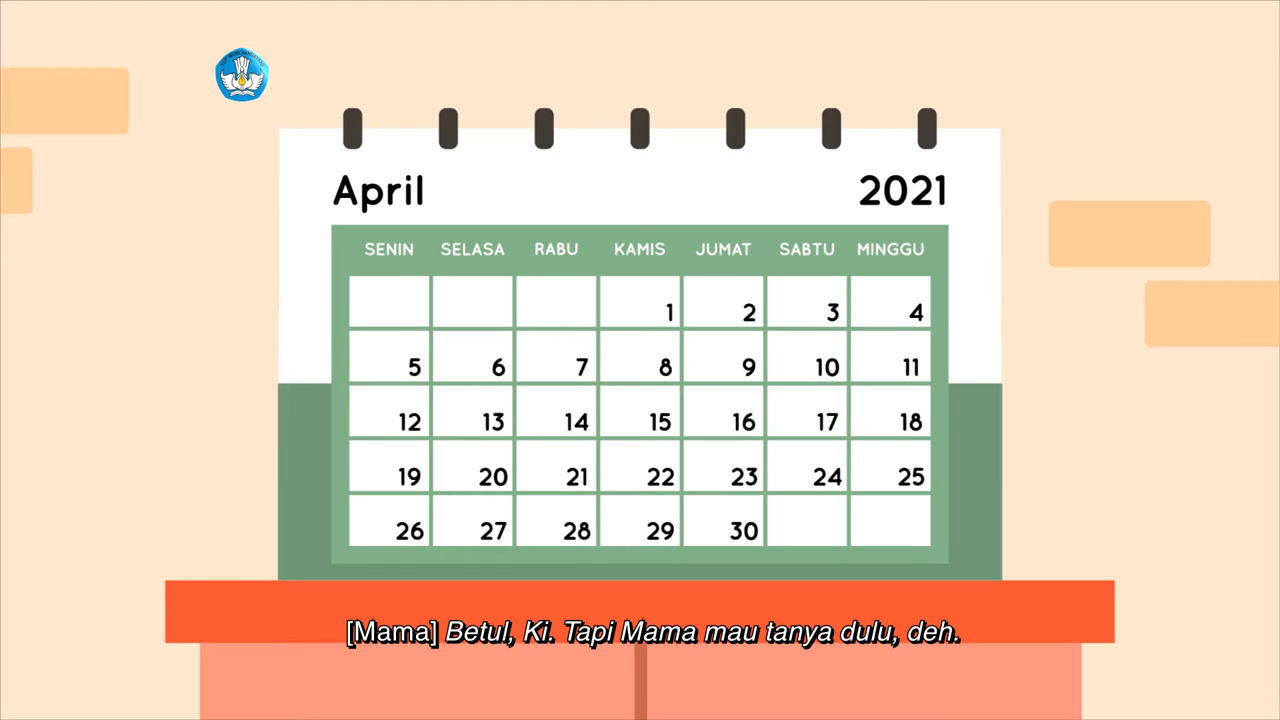 April 2021
SENIN SELASA RABU KAMIS JUMAT SABTU MINGGU
1 2 3 4
5 6 7 8 9 10 11
12 13 14 15 16 17 18
19 20 21 22 23 24 25
26 27 28 29 30
[Mama] Betul, Ki. Tapi Mama mau tanya dulu, deh.